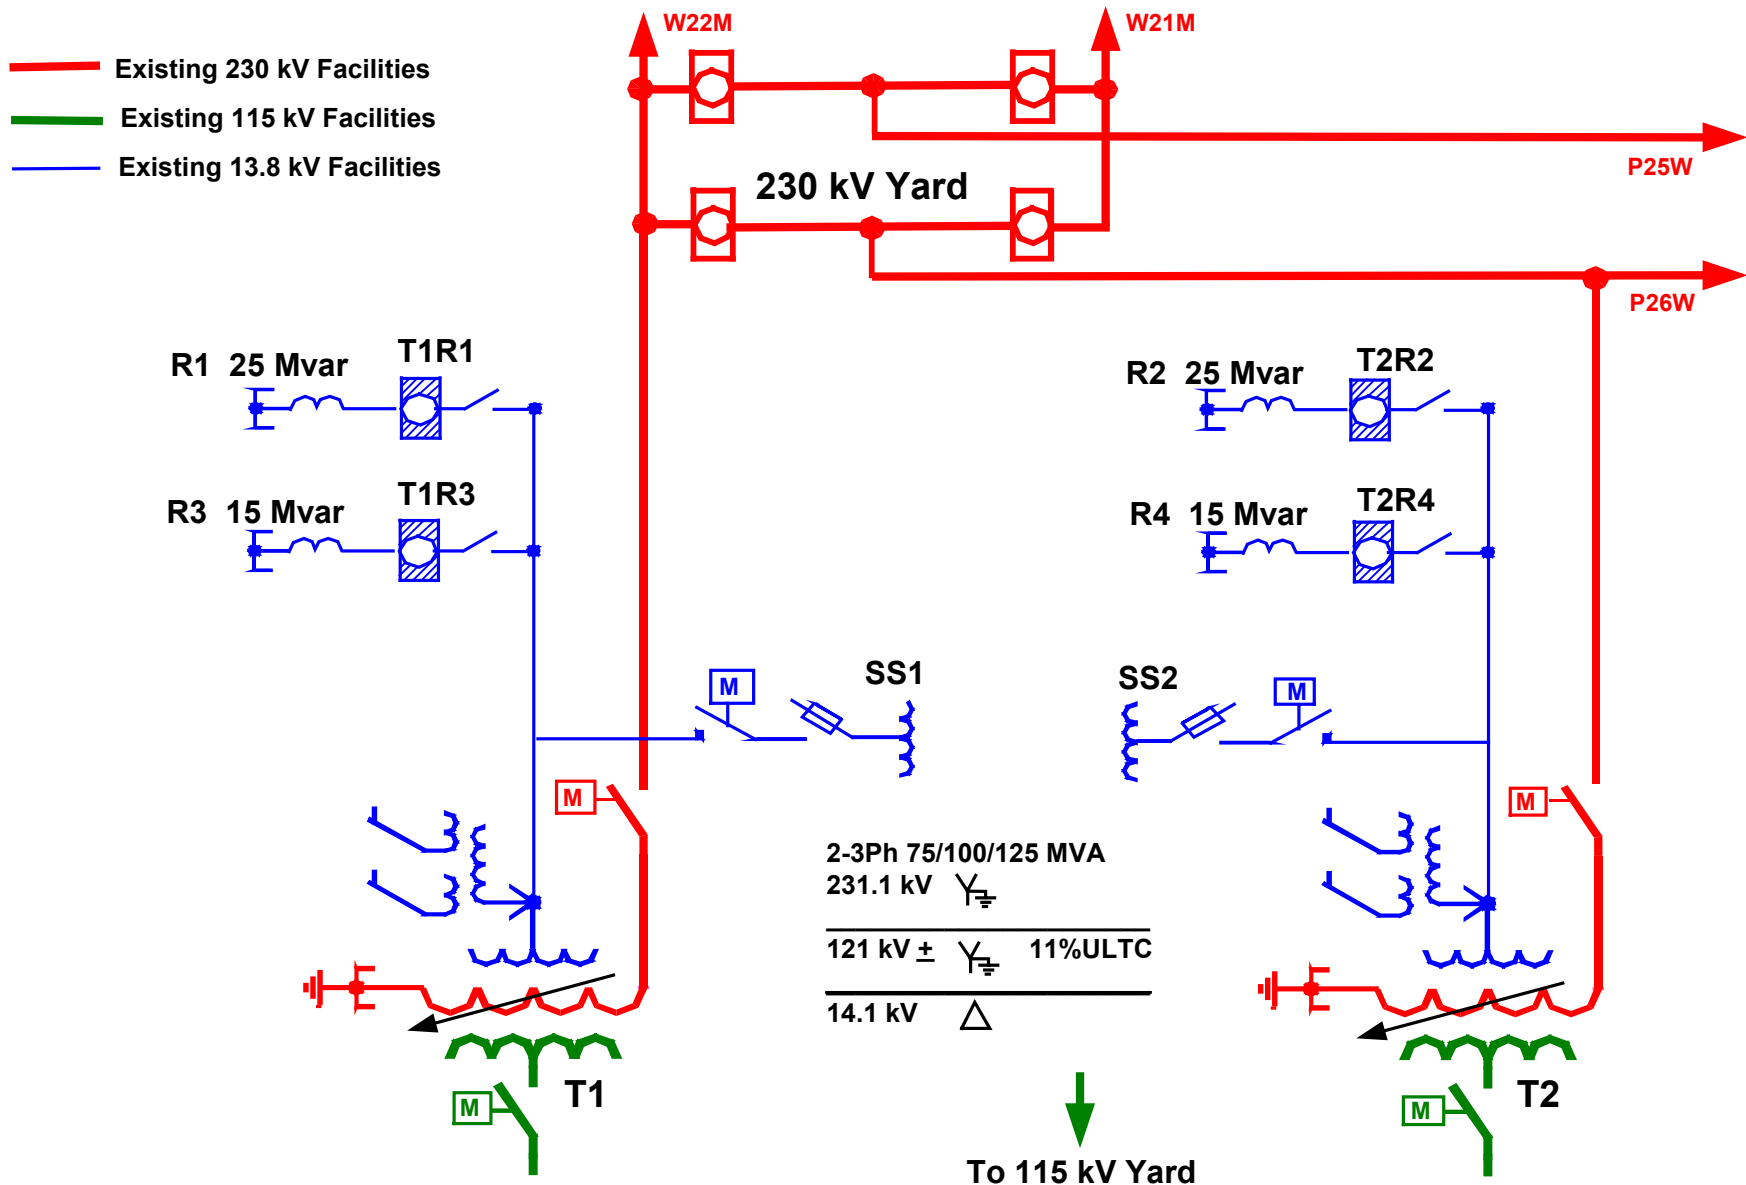 W22M
W21M
Existing 230 kV Facilities
Existing 115 kV Facilities
Existing 13.8 kV Facilities
P25W
230 kV Yard
P26W
R1 25 Mvar
T1R1
R2 25 Mvar
T2R2
R3 15 Mvar
T1R3
R4 15 Mvar
T2R4
M
SS1
SS2
M
M
M
2-3Ph 75/100/125 MVA
231.1 kV
121 kV ± 11%ULTC
14.1 kV
M
T1
M
T2
To 115 kV Yard